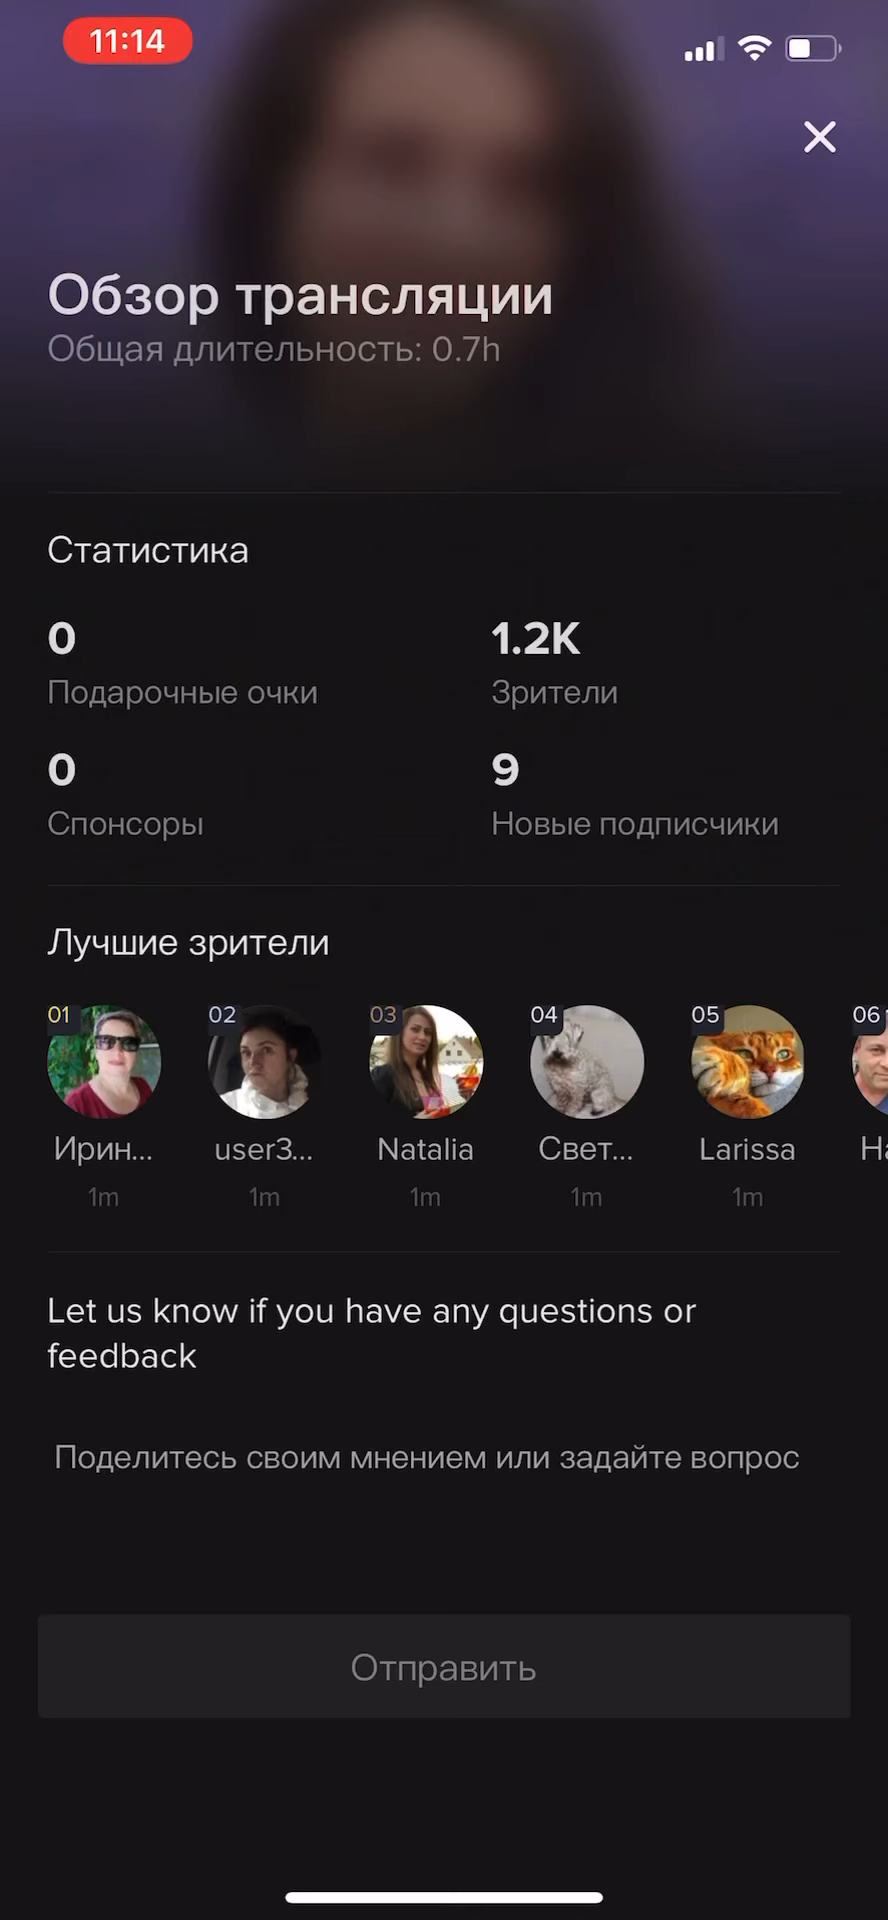 11:14
Обзор трансляции
Общая длительность: 0.7h
Статистика
0
1.2K
Подарочные очки
Зрители
0
9
Спонсоры
Новые подписчики
Лучшие зрители
01 02 03 04 05 06
Ирин... user3... Natalia Свет... Larissa
1m 1m 1m 1m 1m
Let us know if you have any questions or
feedback
Поделитесь своим мнением или задайте вопрос
Отправить